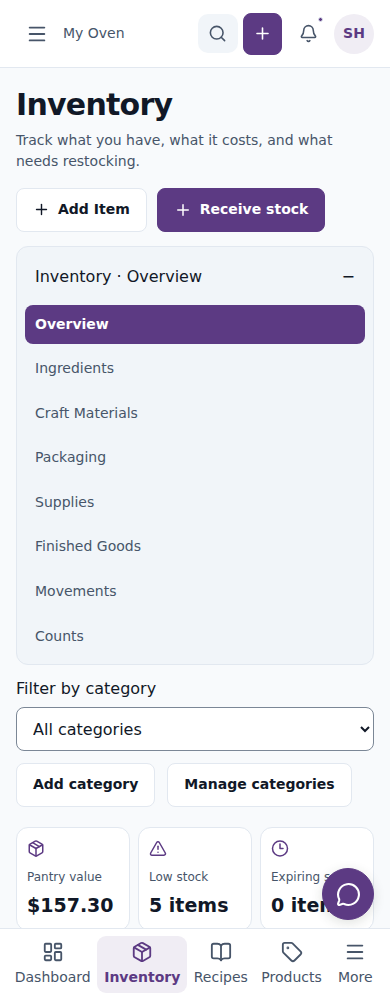 My Oven
SH
Inventory
Track what you have, what it costs, and what
needs restocking.
Add Item
Receive stock
Inventory · Overview
Overview
Ingredients
Craft Materials
Packaging
Supplies
Finished Goods
Movements
Counts
Filter by category
All categories
Add category
Manage categories
Pantry value
Low stock
Expiring
$157.30
5 items
0
Dashboard
Inventory
Recipes
Products
More